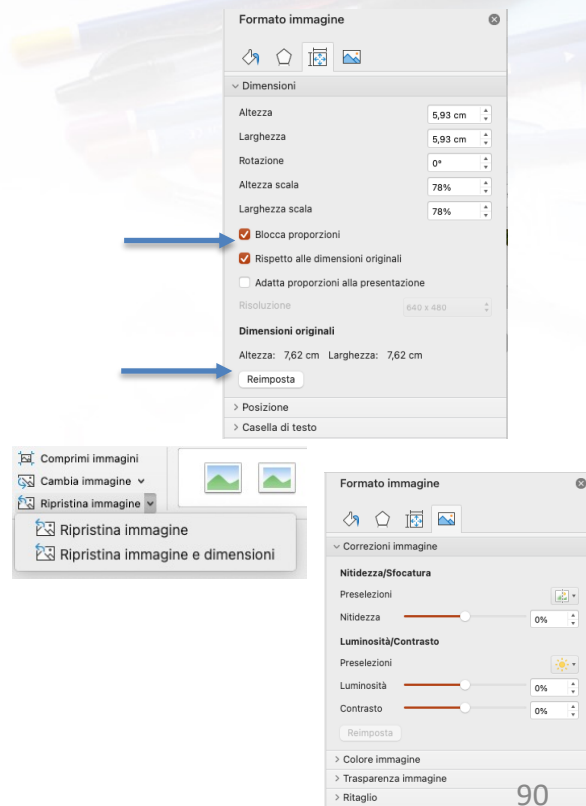 Formato immagine
Dimensioni
Altezza 5,93 cm
Larghezza 5,93 cm
Rotazione 0°
Altezza scala 78%
Larghezza scala 78%
Blocca proporzioni
Rispetto alle dimensioni originali
Adatta proporzioni alla presentazione
Risoluzione 640 x 480
Dimensioni originali
Altezza: 7,62 cm Larghezza: 7,62 cm
Reimposta
Posizione
Casella di testo
Comprimi immagini
Cambia immagine
Ripristina immagine
Ripristina immagine
Ripristina immagine e dimensioni
Formato immagine
Correzioni immagine
Nitidezza/Sfocatura
Preselezioni
Nitidezza 0%
Luminosità/Contrasto
Preselezioni
Luminosità 0%
Contrasto 0%
Reimposta
Colore immagine
Trasparenza immagine
Ritaglio
90